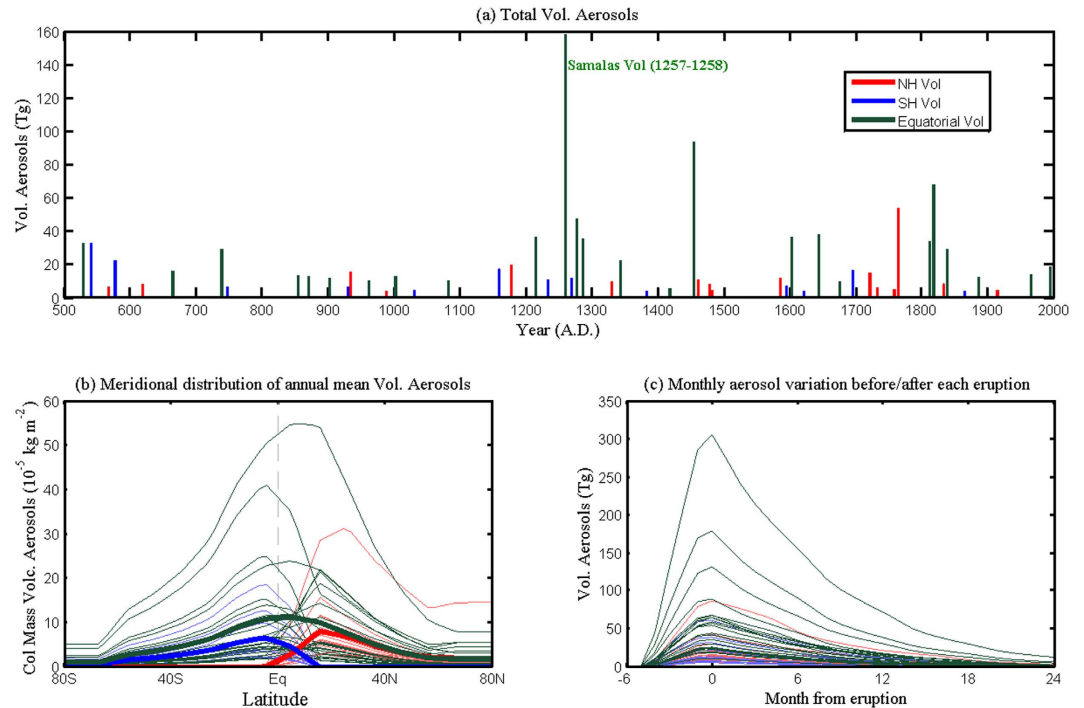 (a) Total Vol. Aerosols
160
140
120
100
80
60
40
20
0
Vol. Aerosols (Tg)
Samalas Vol (1257-1258)
NH Vol
SH Vol
Equatorial Vol
500 600 700 800 900 1000 1100 1200 1300 1400 1500 1600 1700 1800 1900 2000
Year (A.D.)
(b) Meridional distribution of annual mean Vol. Aerosols
60
50
40
30
20
10
0
Col Mass Volc. Aerosols (10⁻⁵ kg m⁻²)
80S 40S Eq 40N 80N
Latitude
(c) Monthly aerosol variation before/after each eruption
350
300
250
200
150
100
50
0
Vol. Aerosols (Tg)
-6 0 6 12 18 24
Month from eruption